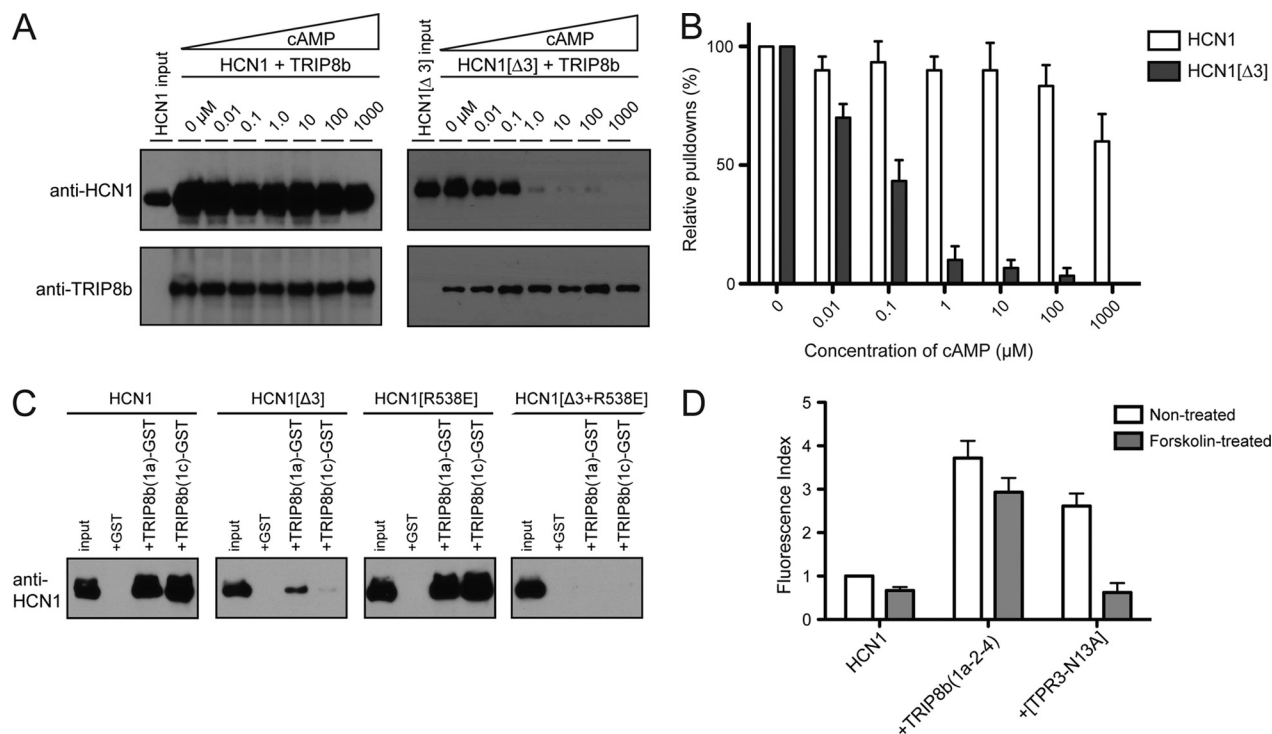 A
cAMP
HCN1 + TRIP8b
HCN1 input
0 µM
0.01
0.1
1.0
10
100
1000
cAMP
HCN1[Δ3] + TRIP8b
HCN1[Δ 3] input
0 µM
0.01
0.1
1.0
10
100
1000
anti-HCN1
anti-TRIP8b
B
HCN1
HCN1[Δ3]
Relative pulldowns (%)
100
50
0
0
0.01
0.1
1
10
100
1000
Concentration of cAMP (µM)
C
HCN1
HCN1[Δ3]
HCN1[R538E]
HCN1[Δ3+R538E]
input
+GST
+TRIP8b(1a)-GST
+TRIP8b(1c)-GST
input
+GST
+TRIP8b(1a)-GST
+TRIP8b(1c)-GST
input
+GST
+TRIP8b(1a)-GST
+TRIP8b(1c)-GST
input
+GST
+TRIP8b(1a)-GST
+TRIP8b(1c)-GST
anti-
HCN1
D
Non-treated
Forskolin-treated
Fluorescence Index
5
4
3
2
1
0
HCN1
+TRIP8b(1a-2-4)
+[TPR3-N13A]